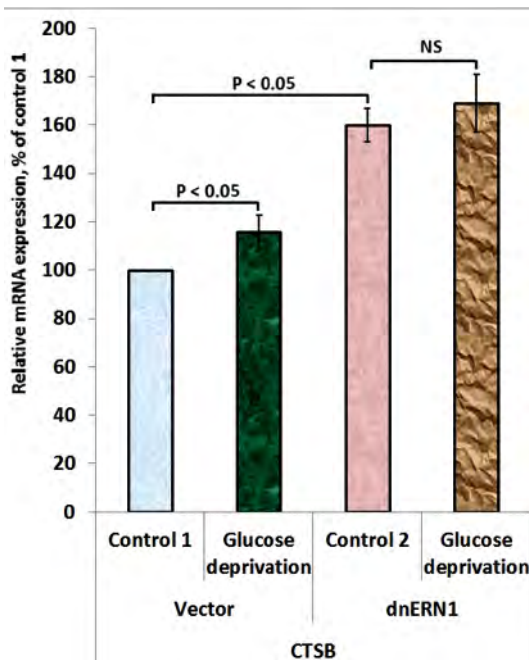 Relative mRNA expression, % of control 1
200
180
160
140
120
100
80
60
40
20
0
NS
P < 0.05
P < 0.05
Control 1
Glucose
deprivation
Control 2
Glucose
deprivation
Vector
dnERN1
CTSB